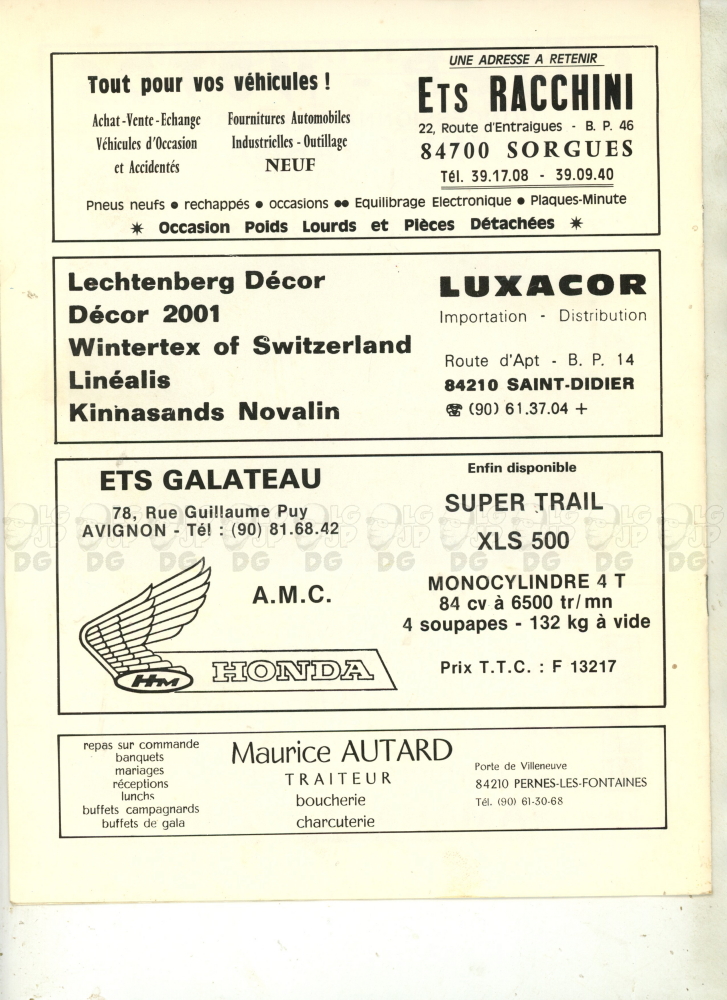 Tout pour vos véhicules !
Achat-Vente-Echange
Véhicules d'Occasion
et Accidentés
Fournitures Automobiles
Industrielles - Outillage
NEUF
UNE ADRESSE A RETENIR
ETS RACCHINI
22, Route d'Entraigues - B. P. 46
84700 SORGUES
Tél. 39.17.08 - 39.09.40
Pneus neufs ● rechappés ● occasions ●● Equilibrage Electronique ● Plaques-Minute
✴ Occasion Poids Lourds et Pièces Détachées ✴
Lechtenberg Décor
Décor 2001
Wintertex of Switzerland
Linéalis
Kinnasands Novalin
LUXACOR
Importation - Distribution
Route d'Apt - B. P. 14
84210 SAINT-DIDIER
☎ (90) 61.37.04 +
ETS GALATEAU
78, Rue Guillaume Puy
AVIGNON - Tél : (90) 81.68.42
A.M.C.
HM
HONDA
Enfin disponible
SUPER TRAIL
XLS 500
MONOCYLINDRE 4 T
84 cv à 6500 tr/mn
4 soupapes - 132 kg à vide
Prix T.T.C. : F 13217
repas sur commande
banquets
mariages
réceptions
lunchs
buffets campagnards
buffets de gala
Maurice AUTARD
TRAITEUR
boucherie
charcuterie
Porte de Villeneuve
84210 PERNES-LES-FONTAINES
Tél. (90) 61-30-68
LG JP DG